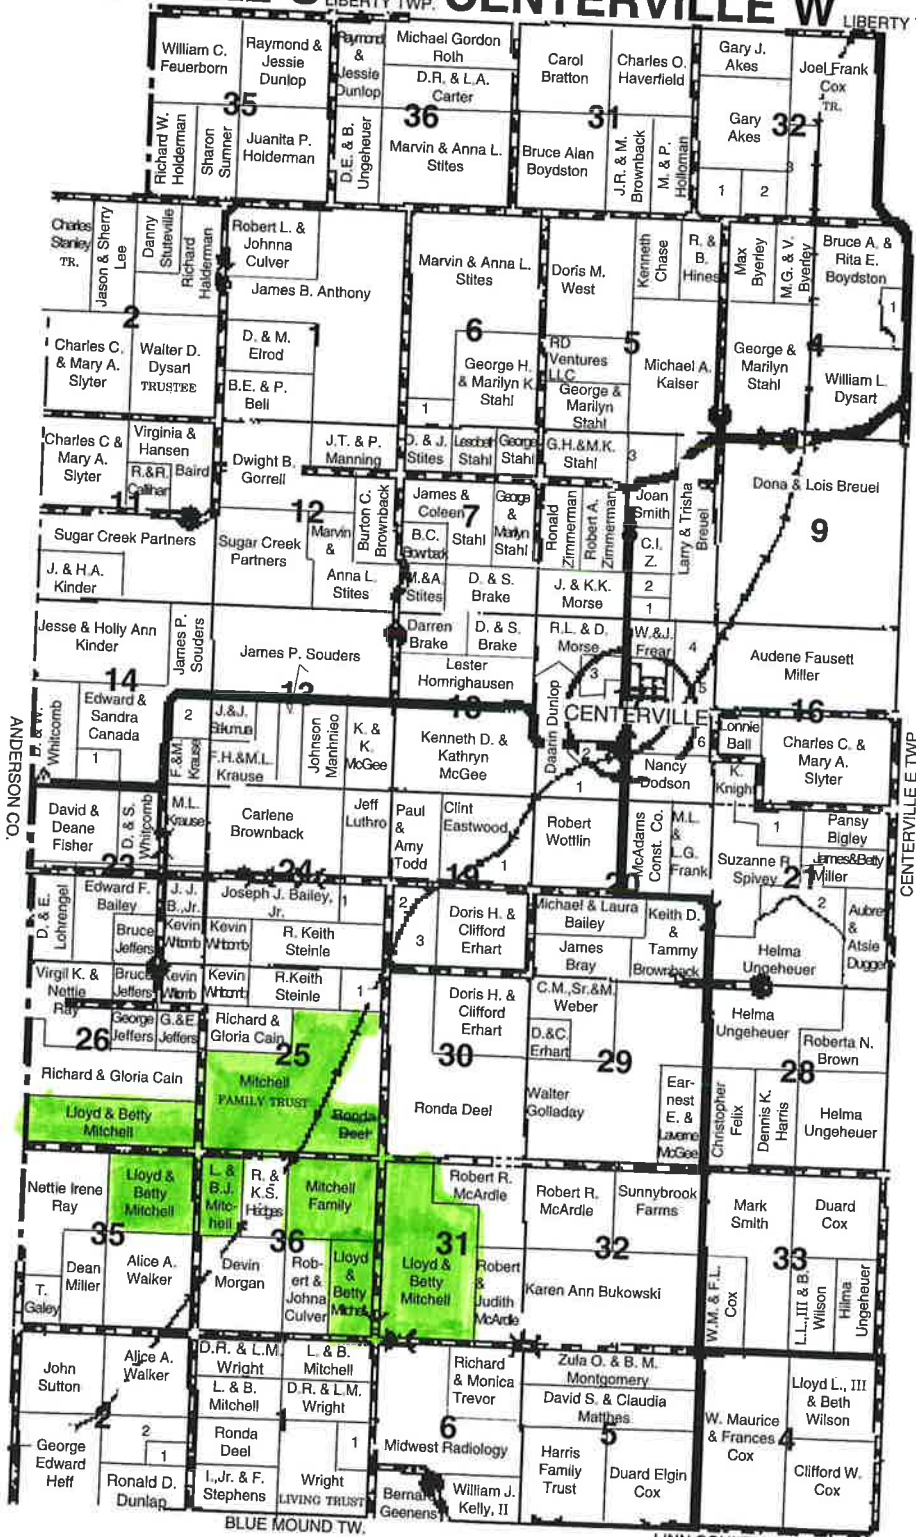 LIBERTY TWP.
CENTERVILLE W
LIBERTY
William C.
Feuerborn
Raymond &
Jessie
Dunlop
Raymond
&
Jessie
Dunlop
Michael Gordon
Roth
D.R. & L.A.
Carter
Carol
Bratton
Charles O.
Haverfield
Gary J.
Akes
Joel Frank
Cox
TR.
35
36
31
Gary
Akes
32
Richard W.
Holderman
Sharon
Sumner
Juanita P.
Holderman
D.E. & B.
Ungeheuer
Marvin & Anna L.
Stites
Bruce Alan
Boydston
J.R. & M.
Brownback
M. & P.
Holloman
3
1
2
Charles
Stanley
TR.
Jason & Sherry
Lee
Danny
Stuteville
Richard
Halderman
Robert L. &
Johnna
Culver
James B. Anthony
Marvin & Anna L.
Stites
Doris M.
West
Kenneth
Chase
R. &
B.
Hines
Max
Byerley
M.G. & V.
Byerley
Bruce A. &
Rita E.
Boydston
1
2
1
6
5
4
Charles C.
& Mary A.
Slyter
Walter D.
Dysart
TRUSTEE
D. & M.
Elrod
B.E. & P.
Bell
George H.
& Marilyn K.
Stahl
1
RD
Ventures
LLC
George &
Marilyn
Stahl
Michael A.
Kaiser
George &
Marilyn
Stahl
William L.
Dysart
Charles C &
Mary A.
Slyter
Virginia &
Hansen
R.&R.
Callihan
Baird
Dwight B.
Gorrell
J.T. & P.
Manning
D. & J.
Stites
Lesabeth
Stahl
George
Stahl
G.H.&M.K.
Stahl
3
Dona & Lois Breuel
11
12
7
9
Sugar Creek Partners
Sugar Creek
Partners
Marvin
&
Anna L.
Stites
Burton C.
Brownback
James &
Coleen
Stahl
B.C.
Brownback
George
&
Marilyn
Stahl
Ronald
Zimmerman
Robert A.
Zimmerman
Joan
Smith
C.I.
Z.
2
1
Larry & Trisha
Breuel
J. & H.A.
Kinder
M.&A.
Stites
D. & S.
Brake
J. & K.K.
Morse
Jesse & Holly Ann
Kinder
James P.
Souders
James P. Souders
Darren
Brake
D. & S.
Brake
Lester
Hornrighausen
R.L. & D.
Morse
3
W.&J.
Frear
4
5
Audene Fausett
Miller
14
13
18
16
CENTERVILLE
ANDERSON CO.
D. & W.
Whitcomb
Edward &
Sandra
Canada
1
2
F.&M.
Krause
J.&J.
F.H.&M.L.
Krause
Johnson
Manhnieo
K. &
K.
McGee
Kenneth D. &
Kathryn
McGee
Daarin Dunlop
2
1
6
Nancy
Dodson
Lonnie
Ball
K.
Knight
Charles C. &
Mary A.
Slyter
CENTERVILLE E TWP
David &
Deane
Fisher
D. & S.
Whitcomb
M.L.
Krause
Carlene
Brownback
Jeff
Luthro
Paul
&
Amy
Todd
Clint
Eastwood
1
Robert
Wottlin
McAdams
Const. Co.
M.L.
&
L.G.
Frank
1
Suzanne R.
Spivey
Pansy
Bigley
James&Betty
Miller
23
24
19
20
21
D. & E.
Lohrengel
Edward F.
Bailey
J. J.
B., Jr.
Joseph J. Bailey,
Jr.
1
2
3
Doris H. &
Clifford
Erhart
Michael & Laura
Bailey
Keith D.
&
Tammy
Brownback
James
Bray
2
Aubre
&
Atsie
Dugger
Helma
Ungeheuer
Bruce
Jeffers
Kevin
Whitcomb
Kevin
Whitcomb
R. Keith
Steinle
Virgil K. &
Nettie
Ray
Bruce
Jeffers
Kevin
Whitcomb
Kevin
Whitcomb
R.Keith
Steinle
1
26
George
Jeffers
G.&E.
Jeffers
Richard &
Gloria Cain
25
Doris H. &
Clifford
Erhart
30
C.M.,Sr.&M.
Weber
D.&C.
Erhart
29
Helma
Ungeheuer
Roberta N.
Brown
28
Richard & Gloria Cain
Mitchell
FAMILY TRUST
Ronda
Deel
Ronda Deel
Walter
Golladay
Ear-
nest
E. &
Laverne
McGee
Christopher
Felix
Dennis K.
Harris
Helma
Ungeheuer
Lloyd & Betty
Mitchell
Nettie Irene
Ray
Lloyd &
Betty
Mitchell
L. &
B.J.
Mitc-
hell
R. &
K.S.
Hedges
Mitchell
Family
Robert R.
McArdle
Robert R.
McArdle
Sunnybrook
Farms
Mark
Smith
Duard
Cox
35
36
31
32
33
T.
Galey
Dean
Miller
Alice A.
Walker
Devin
Morgan
Rob-
ert &
Johna
Culver
Lloyd
&
Betty
Mitchell
Lloyd &
Betty
Mitchell
Robert
&
Judith
McArdle
Karen Ann Bukowski
W.M. & F.L.
Cox
L.L.,III & B.
Wilson
Hilma
Ungeheuer
John
Sutton
Alice A.
Walker
D.R. & L.M.
Wright
L. & B.
Mitchell
L. & B.
Mitchell
D.R. & L.M.
Wright
Richard
& Monica
Trevor
Zula O. & B. M.
Montgomery
David S. & Claudia
Matthes
W. Maurice
& Frances
Cox
Lloyd L., III
& Beth
Wilson
2
1
6
5
4
George
Edward
Heff
2
1
Ronald D.
Dunlap
Ronda
Deel
I.,Jr. & F.
Stephens
1
Wright
LIVING TRUST
Midwest Radiology
Bernard
Geenens
William J.
Kelly, II
Harris
Family
Trust
Duard Elgin
Cox
Clifford W.
Cox
BLUE MOUND TW.